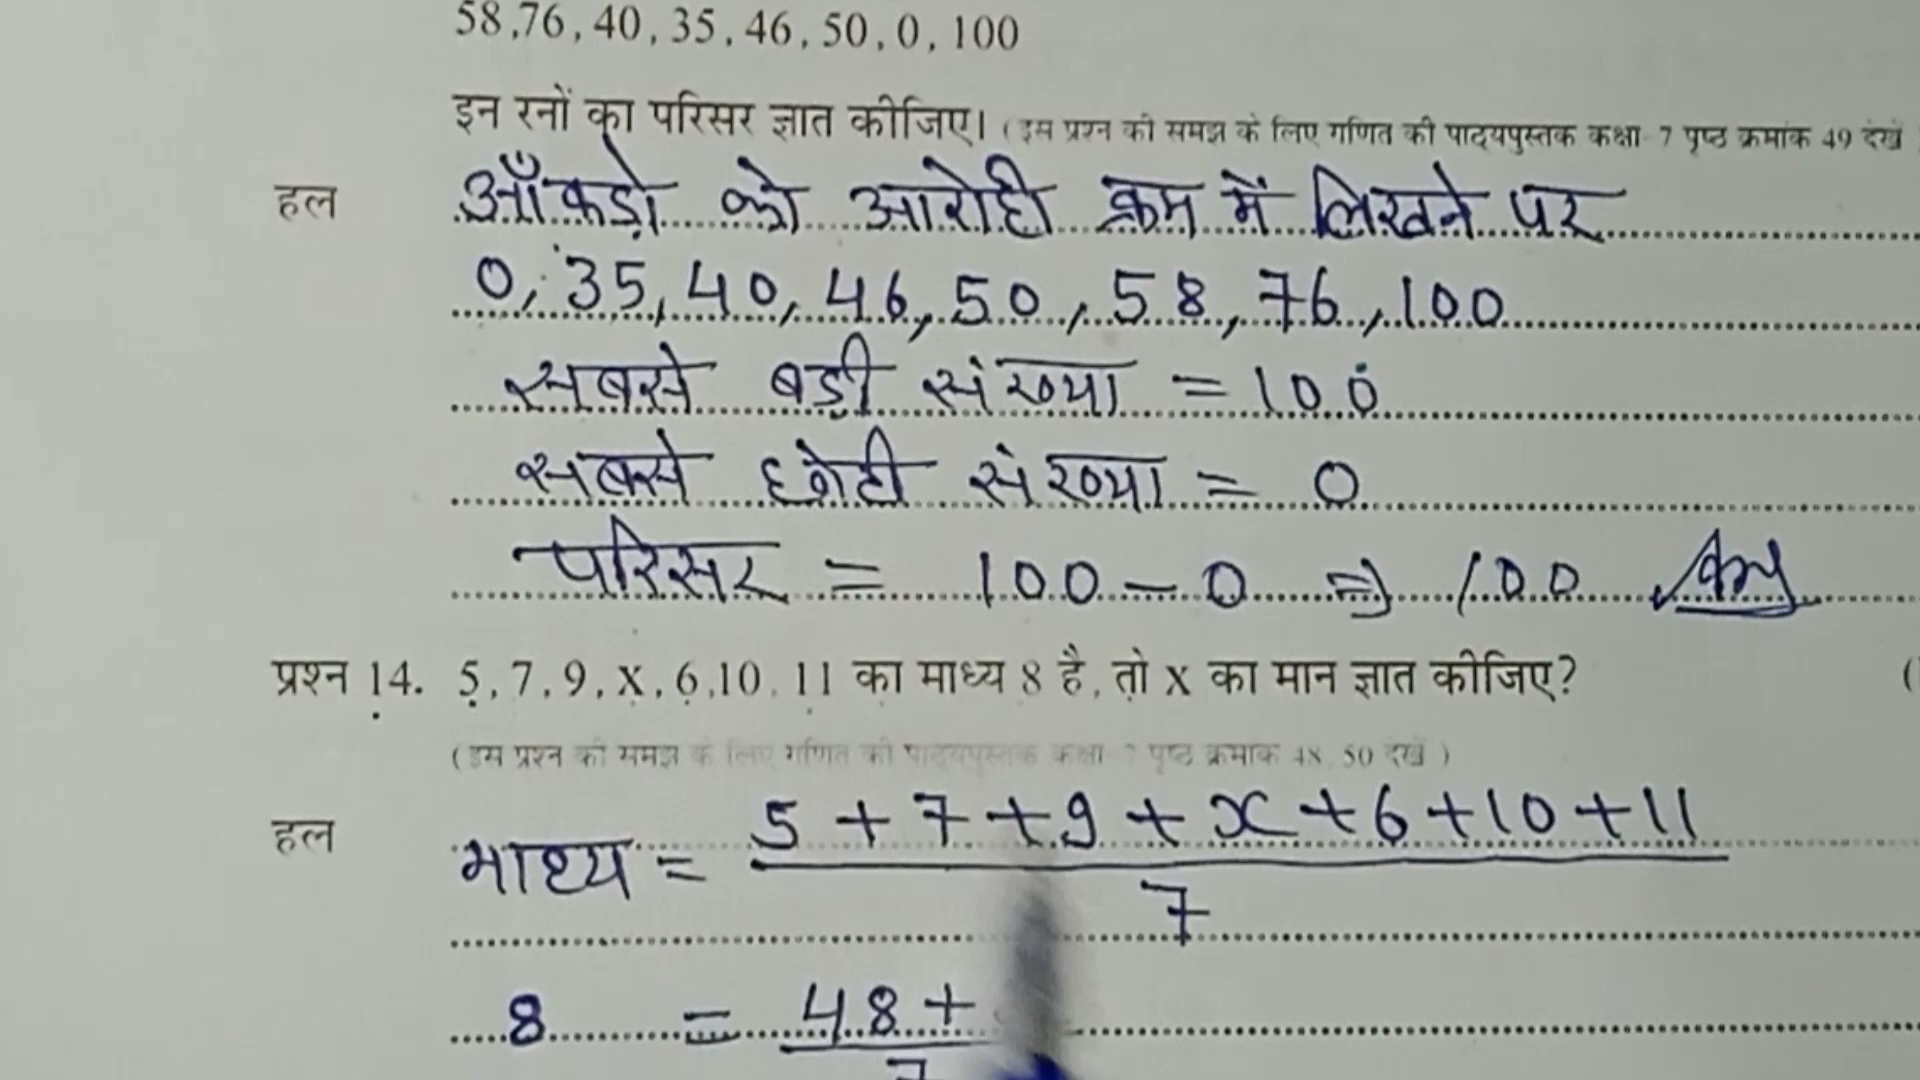 58,76, 40, 35, 46, 50, 0, 100
इन रनों का परिसर ज्ञात कीजिए। (इस प्रश्न की समझ के लिए गणित की पाठ्यपुस्तक कक्षा-7 पृष्ठ क्रमांक 49 देखें
हल आँकड़ो को आरोही क्रम में लिखने पर
0, 35, 40, 46, 50, 58, 76, 100
सबसे बड़ी संख्या = 100
सबसे छोटी संख्या = 0
परिसर = 100 - 0 => 100 Ans
प्रश्न 14. 5, 7, 9, x, 6, 10, 11 का माध्य 8 है, तो x का मान ज्ञात कीजिए? (
(इस प्रश्न की समझ के लिए गणित की पाठ्यपुस्तक कक्षा-7 पृष्ठ क्रमांक 48, 50 देखें )
हल माध्य = 5 + 7 + 9 + x + 6 + 10 + 11
7
8 = 48 +
7